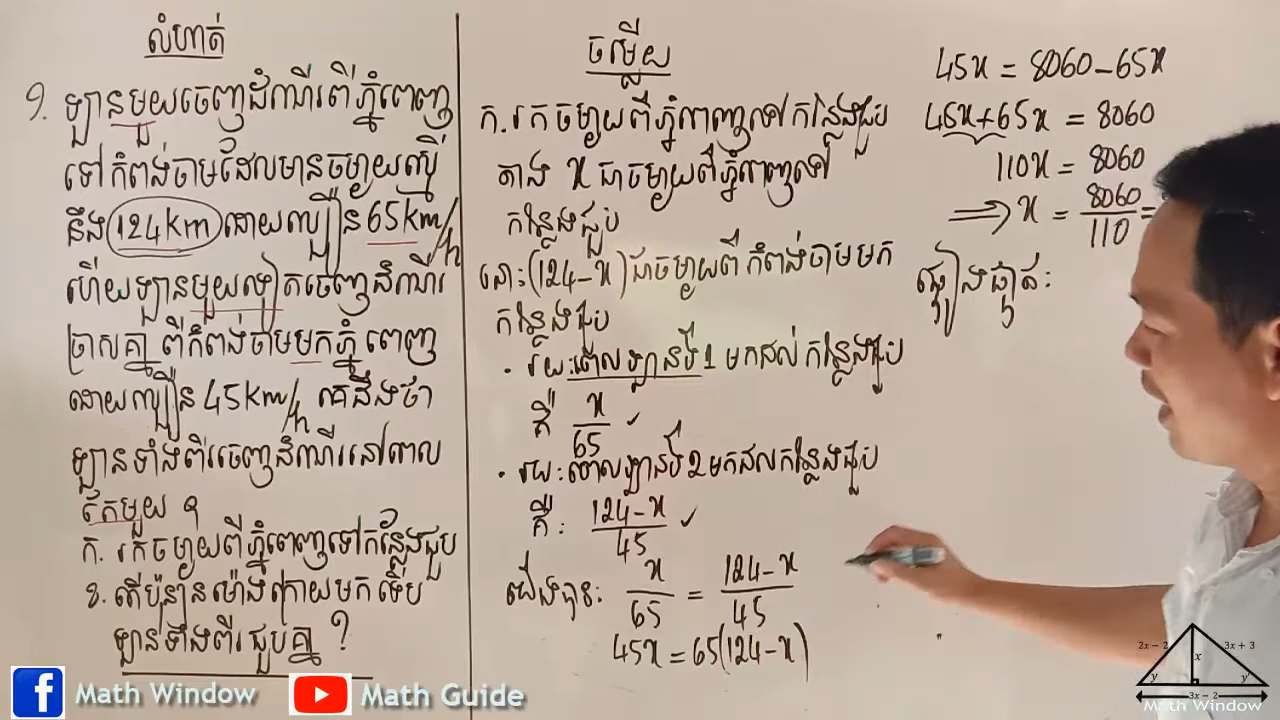 លំហាត់
១. ឡានមួយចេញដំណើរពីភ្នំពេញ
ទៅកំពង់ចាមដែលមានចម្ងាយស្មើ
នឹង 124km ដោយល្បឿន 65km/h
ហើយឡានមួយទៀតចេញដំណើរ
ច្រាសគ្នា ពីកំពង់ចាមមកភ្នំពេញ
ដោយល្បឿន 45km/h គេដឹងថា
ឡានទាំងពីរចេញដំណើរនៅពេល
តែមួយ ។
ក. រកចម្ងាយពីភ្នំពេញទៅកន្លែងជួប
ខ. តើប៉ុន្មានម៉ោងក្រោយមកទើប
ឡានទាំងពីរជួបគ្នា ?
ចម្លើយ
ក. រកចម្ងាយពីភ្នំពេញទៅកន្លែងជួប
តាង x ជាចម្ងាយពីភ្នំពេញទៅ
កន្លែងជួប
នោះ (124-x) ជាចម្ងាយពីកំពង់ចាមមក
កន្លែងជួប
• រយៈពេលឡានទី1 មកដល់កន្លែងជួប
គឺ x/65 ✓
• រយៈពេលឡានទី2 មកដល់កន្លែងជួប
គឺ: 124-x/45 ✓
យើងបាន: x/65 = 124-x/45
45x = 65(124-x)
45x = 8060-65x
45x+65x = 8060
110x = 8060
⟹ x = 8060/110 =
ផ្ទៀងផ្ទាត់:
2x-2
3x+3
x
y
y
3x-2
Math Window
f Math Window
Math Guide